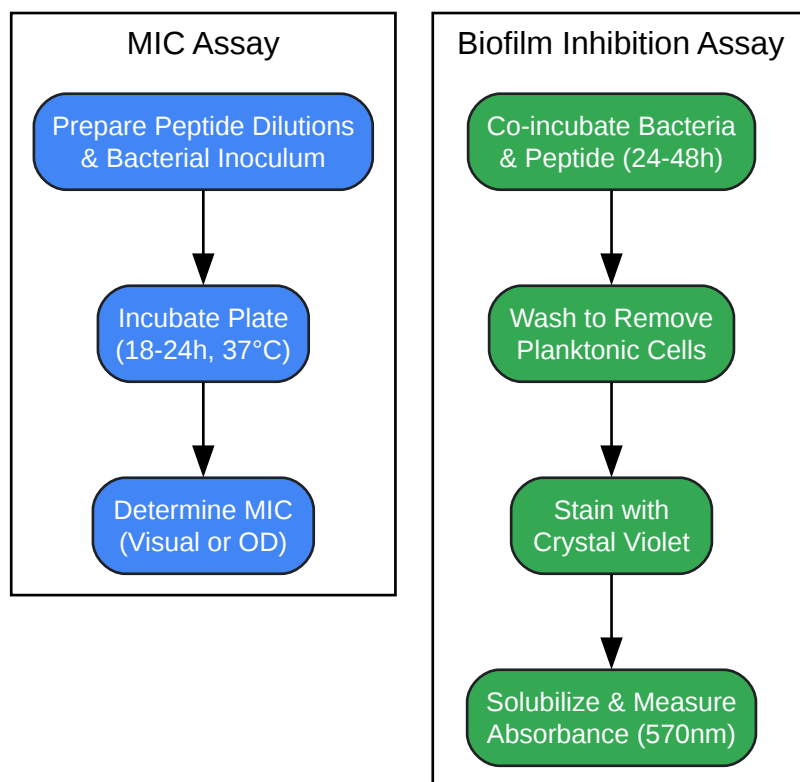 MIC Assay
Prepare Peptide Dilutions
& Bacterial Inoculum
Incubate Plate
(18-24h, 37°C)
Determine MIC
(Visual or OD)
Biofilm Inhibition Assay
Co-incubate Bacteria
& Peptide (24-48h)
Wash to Remove
Planktonic Cells
Stain with
Crystal Violet
Solubilize & Measure
Absorbance (570nm)